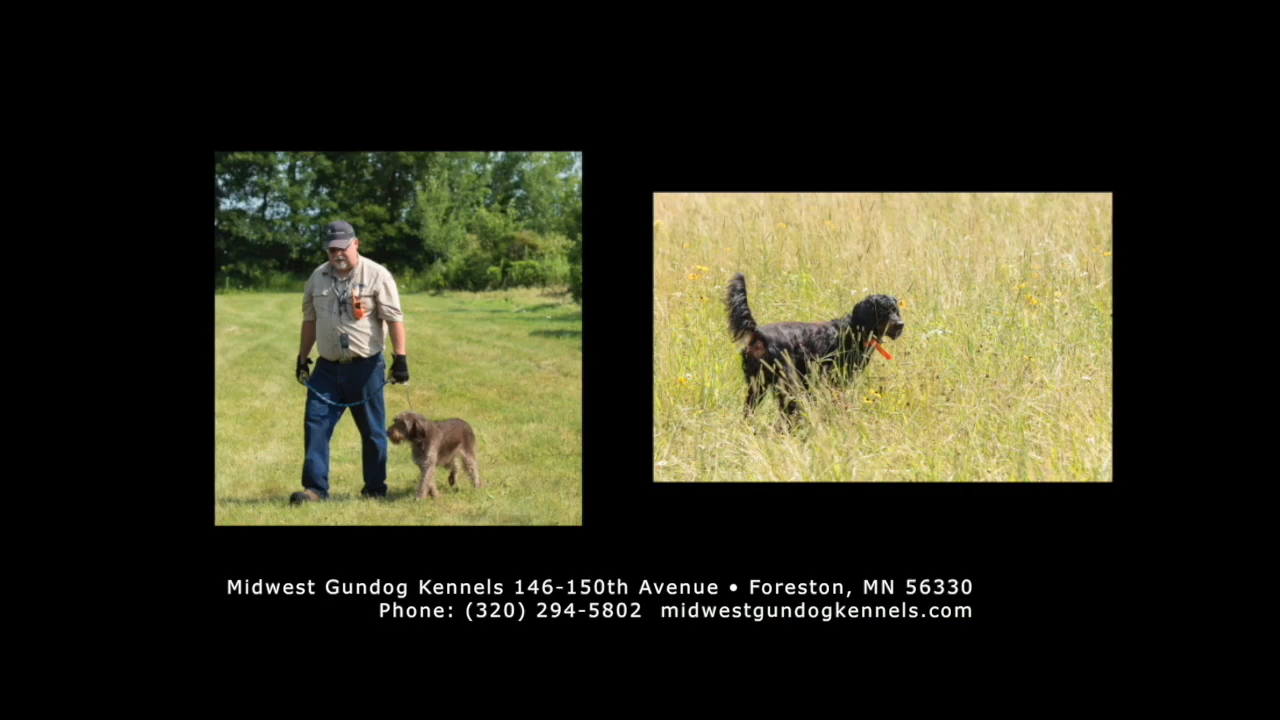 Midwest Gundog Kennels 146-150th Avenue • Foreston, MN 56330
Phone: (320) 294-5802 midwestgundogkennels.com